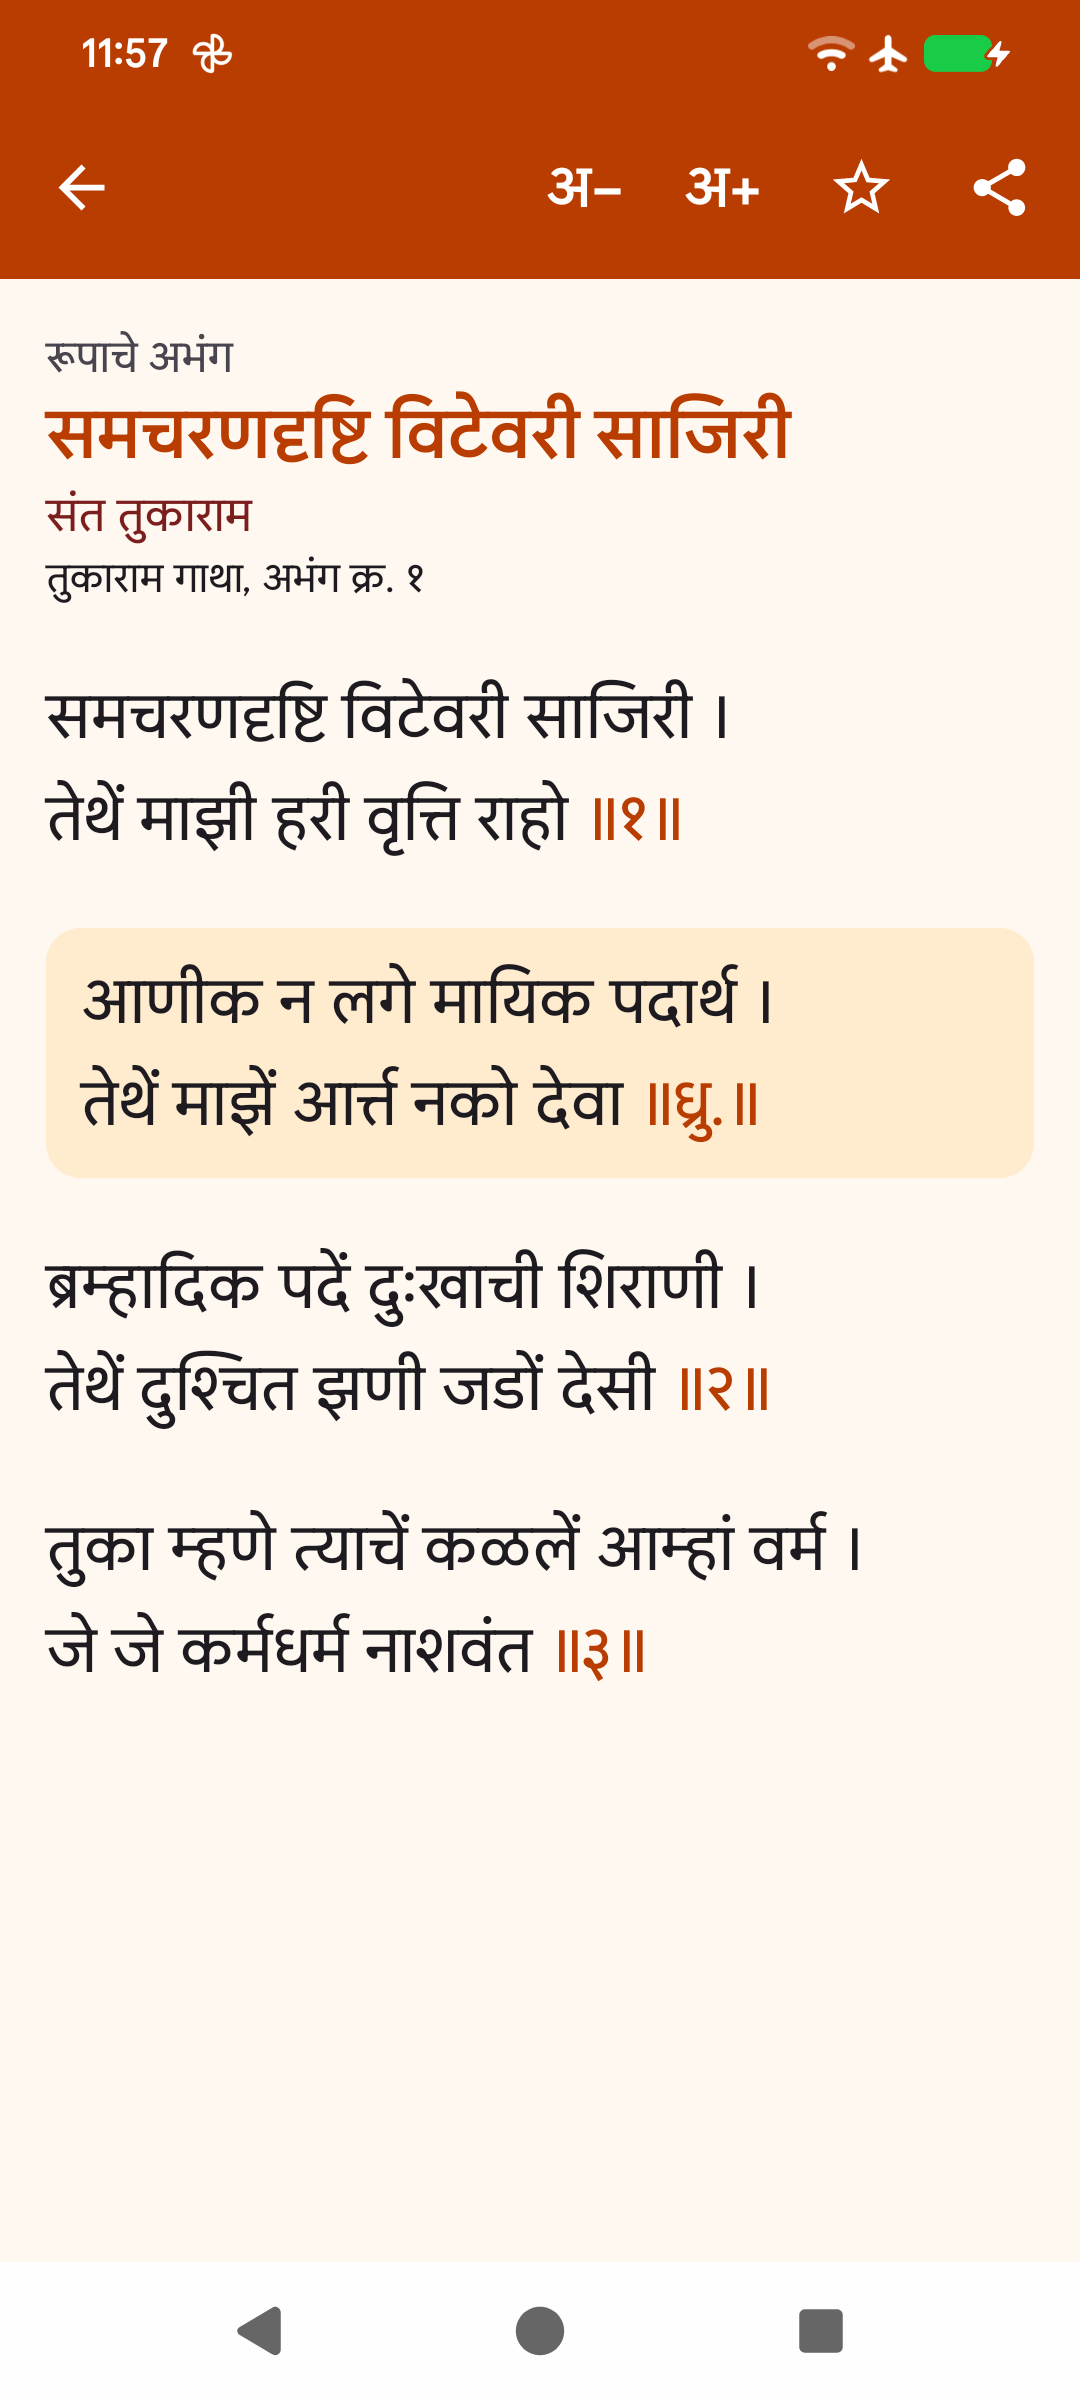 11:57
अ− अ+
रूपाचे अभंग
समचरणदृष्टि विटेवरी साजिरी
संत तुकाराम
तुकाराम गाथा, अभंग क्र. १
समचरणदृष्टि विटेवरी साजिरी ।
तेथें माझी हरी वृत्ति राहो ॥१॥
आणीक न लगे मायिक पदार्थ ।
तेथें माझें आर्त्त नको देवा ॥ध्रु.॥
ब्रम्हादिक पदें दुःखाची शिराणी ।
तेथें दुश्चित झणी जडों देसी ॥२॥
तुका म्हणे त्याचें कळलें आम्हां वर्म ।
जे जे कर्मधर्म नाशवंत ॥३॥